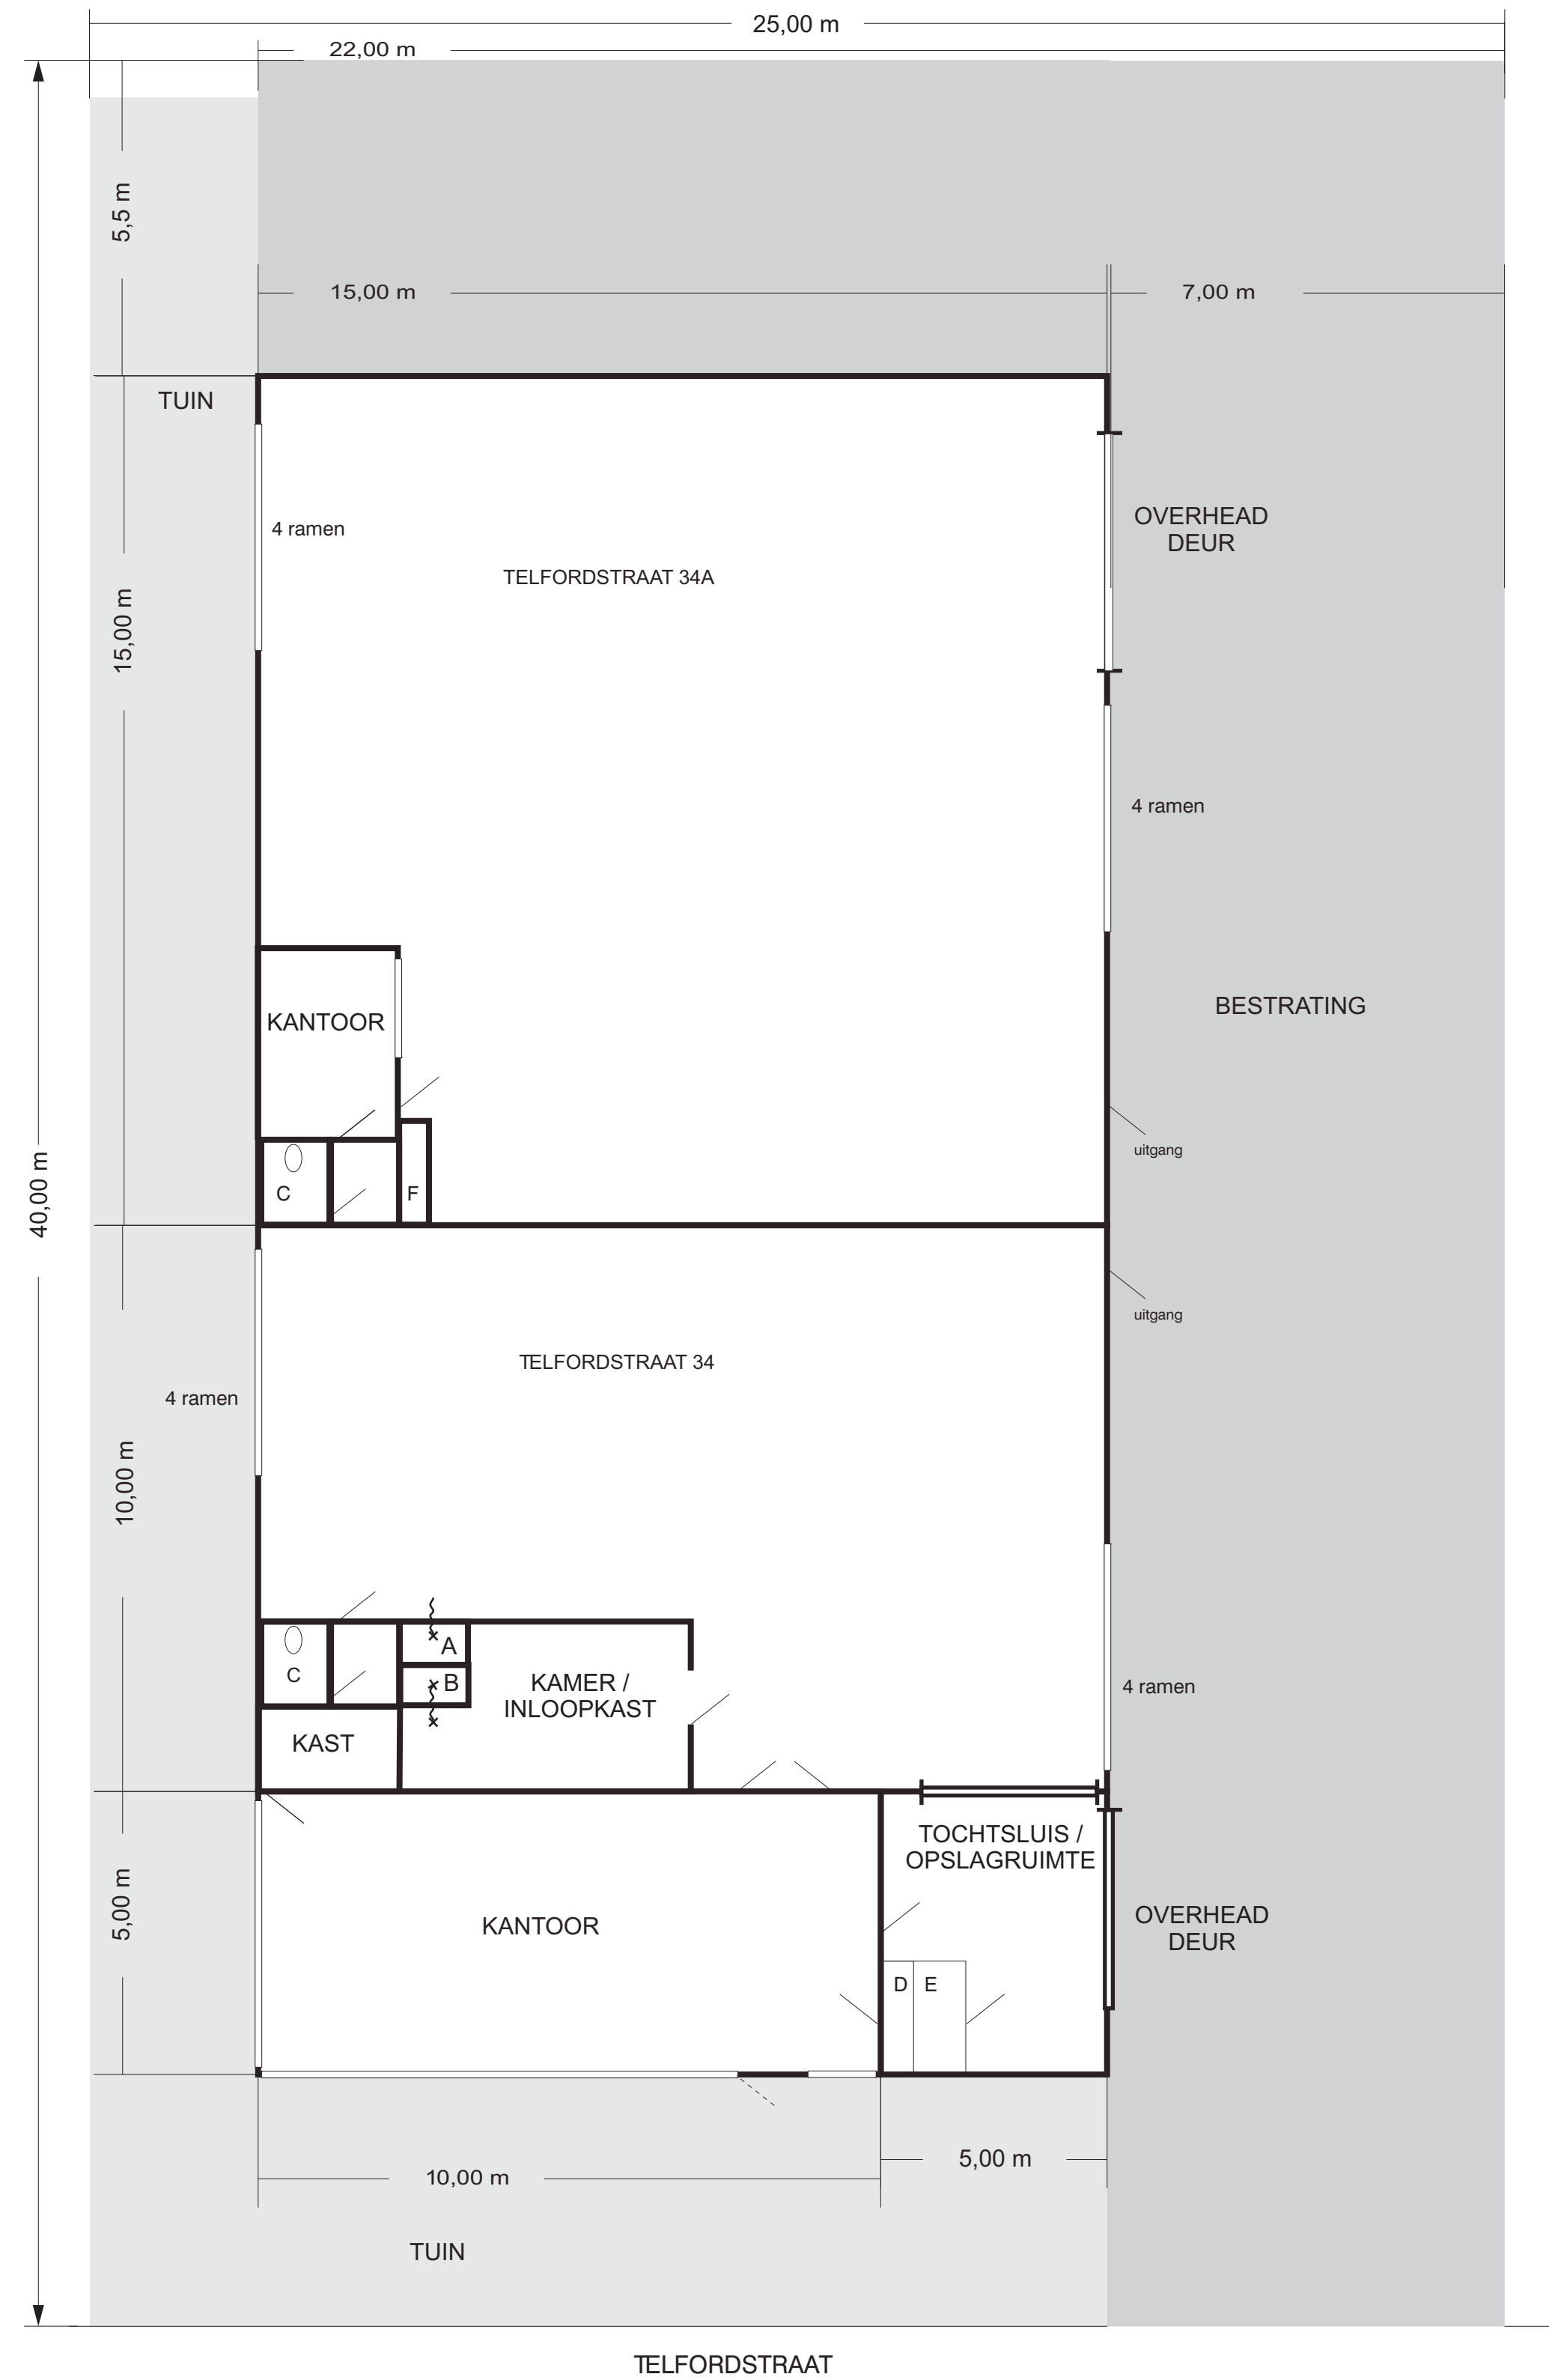 25,00 m
22,00 m
5,5 m
15,00 m
7,00 m
TUIN
OVERHEAD
DEUR
4 ramen
TELFORDSTRAAT 34A
15,00 m
4 ramen
BESTRATING
KANTOOR
uitgang
C
F
40,00 m
uitgang
TELFORDSTRAAT 34
4 ramen
10,00 m
A
B
C
KAMER /
INLOOPKAST
4 ramen
KAST
TOCHTSLUIS /
OPSLAGRUIMTE
5,00 m
KANTOOR
OVERHEAD
DEUR
D
E
5,00 m
10,00 m
TUIN
TELFORDSTRAAT